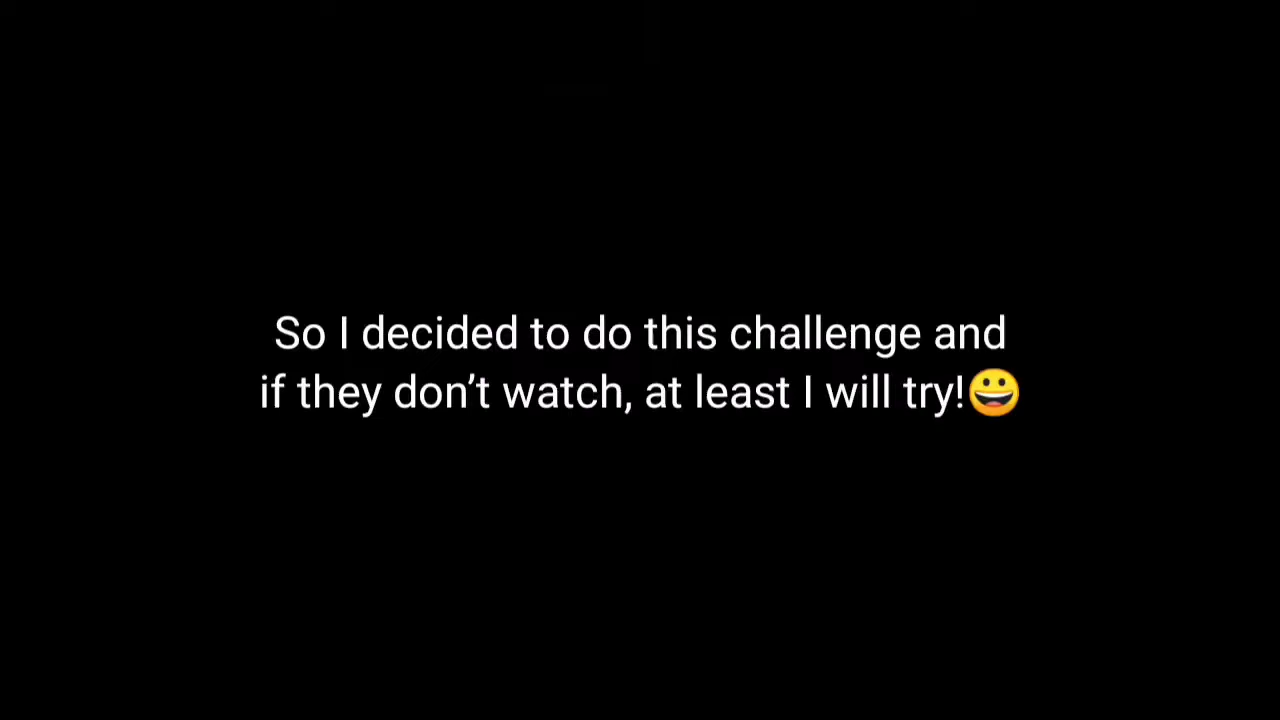 So I decided to do this challenge and
if they don’t watch, at least I will try!😀